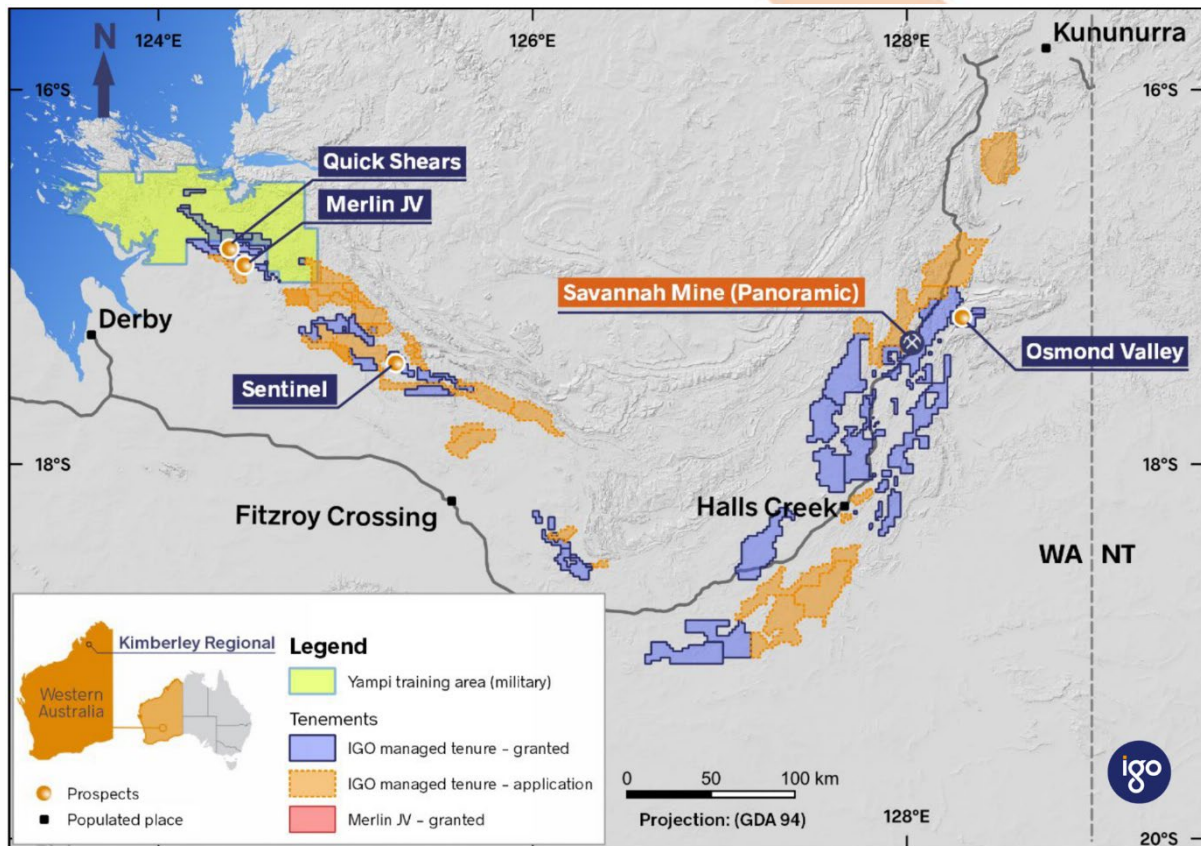 124°E
126°E
128°E
N
Kununurra
16°S
16°S
Quick Shears
Merlin JV
Savannah Mine (Panoramic)
Derby
Osmond Valley
Sentinel
18°S
18°S
Fitzroy Crossing
Halls Creek
WA
NT
Kimberley Regional
Western
Australia
Prospects
Populated place
Legend
Yampi training area (military)
Tenements
IGO managed tenure - granted
IGO managed tenure - application
Merlin JV - granted
0 50 100 km
Projection: (GDA 94)
igo
124°E
126°E
128°E
20°S